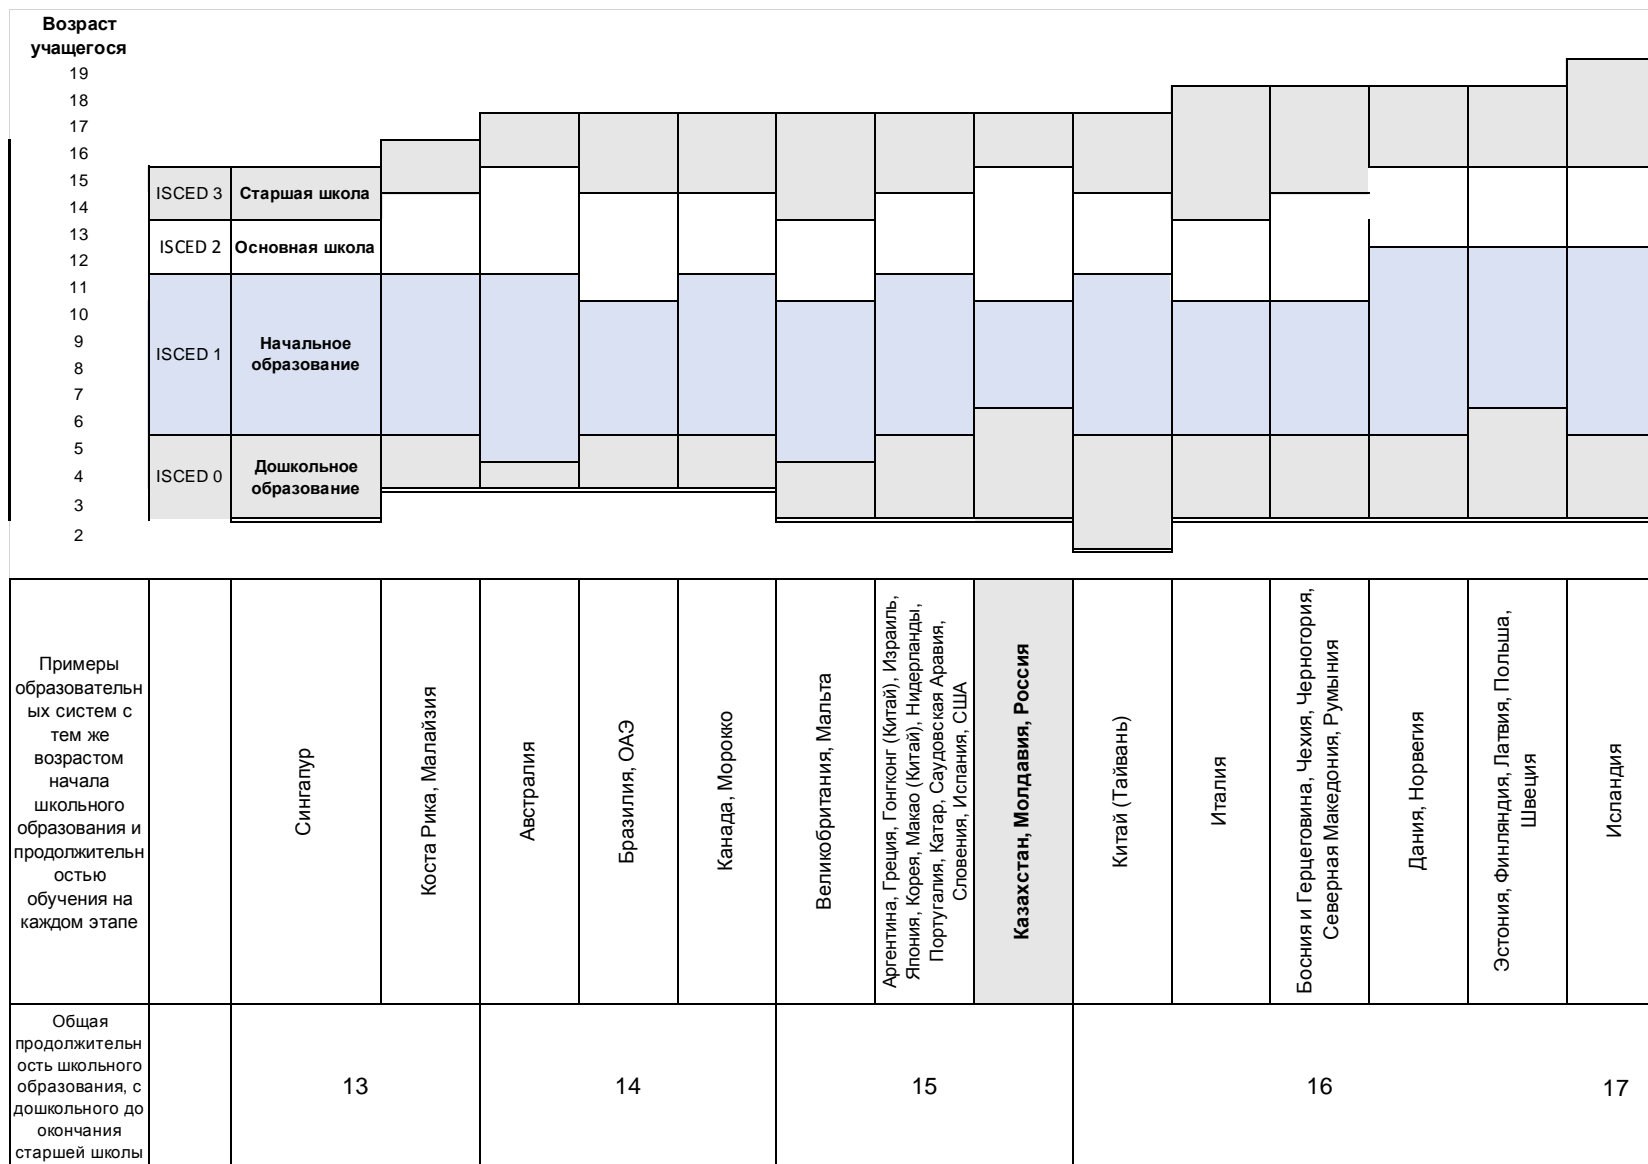 Возраст
учащегося
19
18
17
16
15
14
13
12
11
10
9
8
7
6
5
4
3
2
ISCED 3
Старшая школа
ISCED 2
Основная школа
ISCED 1
Начальное
образование
ISCED 0
Дошкольное
образование
Примеры
образовательн
ых систем с
тем же
возрастом
начала
школьного
образования и
продолжительн
остью
обучения на
каждом этапе
Сингапур
Коста Рика, Малайзия
Австралия
Бразилия, ОАЭ
Канада, Морокко
Великобритания, Мальта
Аргентина, Греция, Гонгконг (Китай), Израиль,
Япония, Корея, Макао (Китай), Нидерланды,
Португалия, Катар, Саудовская Аравия,
Словения, Испания, США
Казахстан, Молдавия, Россия
Китай (Тайвань)
Италия
Босния и Герцеговина, Чехия, Черногория,
Северная Македония, Румыния
Дания, Норвегия
Эстония, Финляндия, Латвия, Польша,
Швеция
Исландия
Общая
продолжительн
ость школьного
образования, с
дошкольного до
окончания
старшей школы
13
14
15
16
17